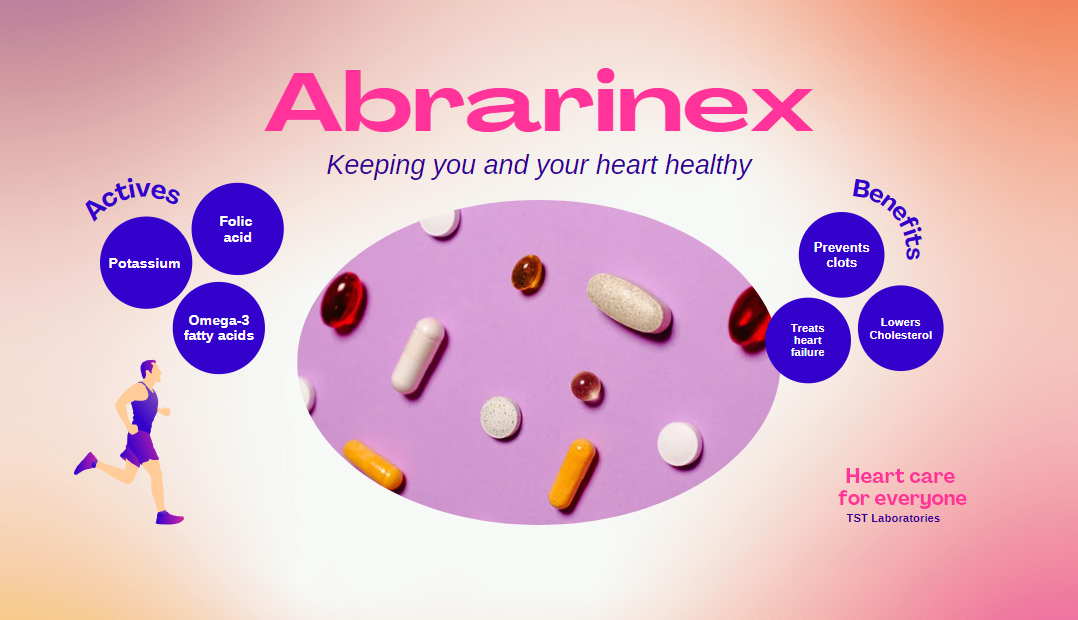 Abrarinex
Keeping you and your heart healthy
Actives
Folic
acid
Potassium
Omega-3
fatty acids
Benefits
Prevents
clots
Treats
heart
failure
Lowers
Cholesterol
Heart care
for everyone
TST Laboratories